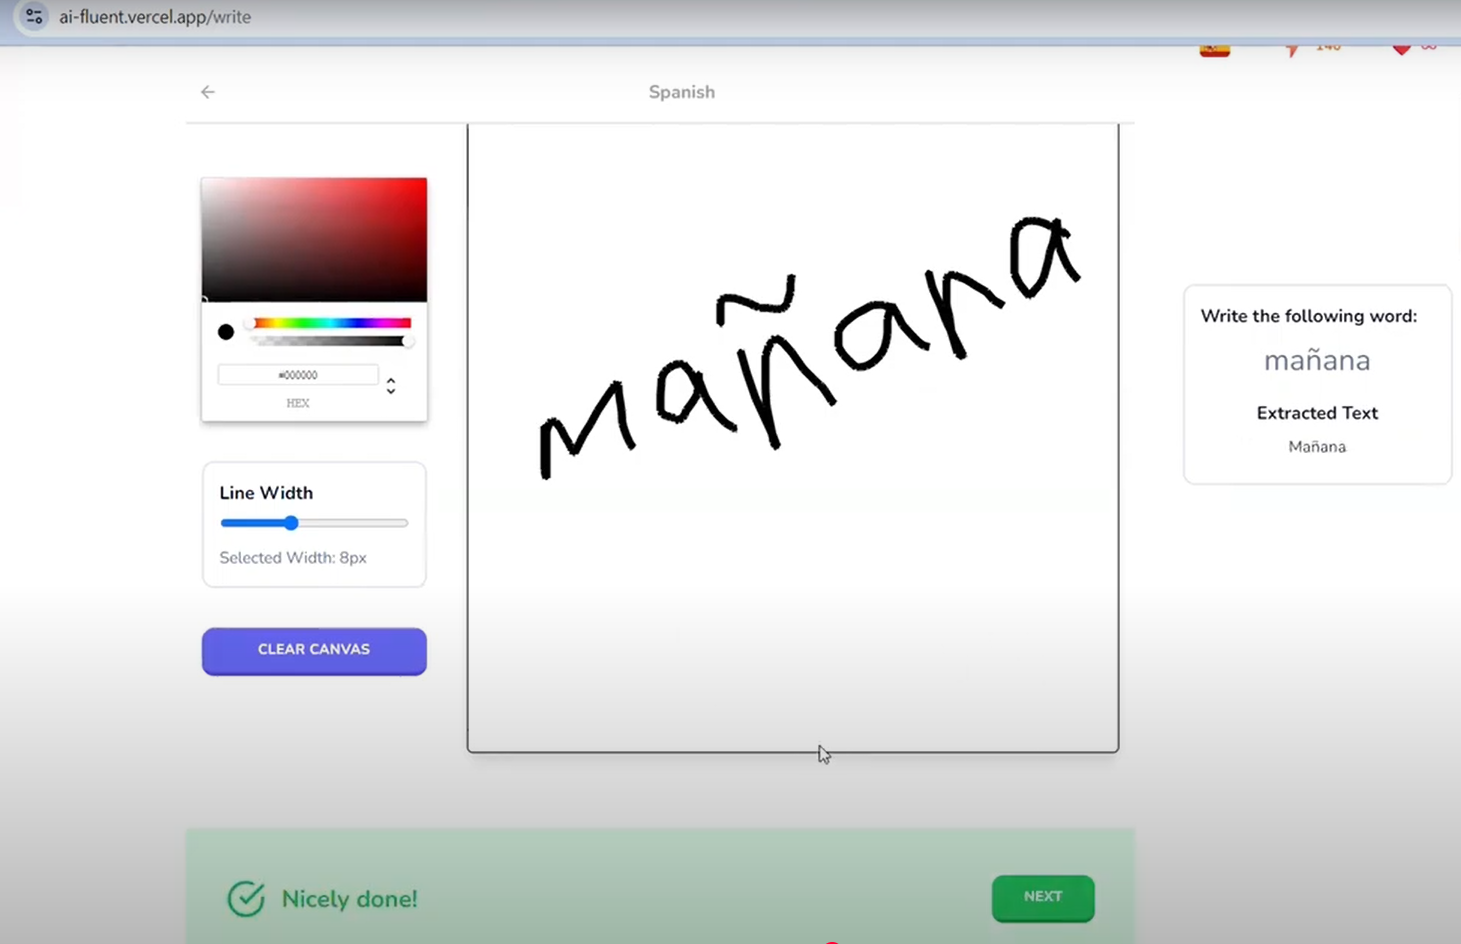 ai-fluent.vercel.app/write
Spanish
mañana
#000000
HEX
Line Width
Selected Width: 8px
CLEAR CANVAS
Write the following word:
mañana
Extracted Text
Mañana
Nicely done!
NEXT